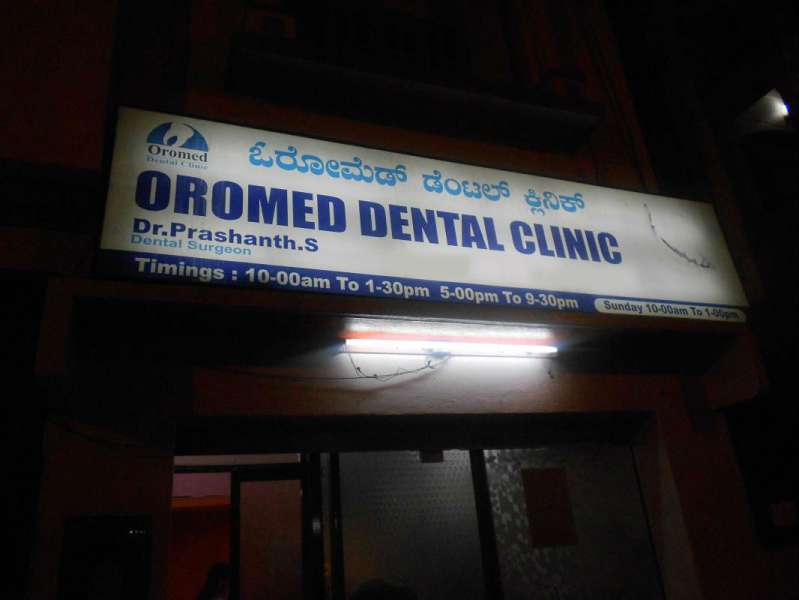 Oromed
Dental Clinic
ಓರೋಮೆಡ್ ಡೆಂಟಲ್ ಕ್ಲಿನಿಕ್
OROMED DENTAL CLINIC
Dr.Prashanth.S
Dental Surgeon
Timings : 10-00am To 1-30pm 5-00pm To 9-30pm
Sunday 10-00am To 1-00pm